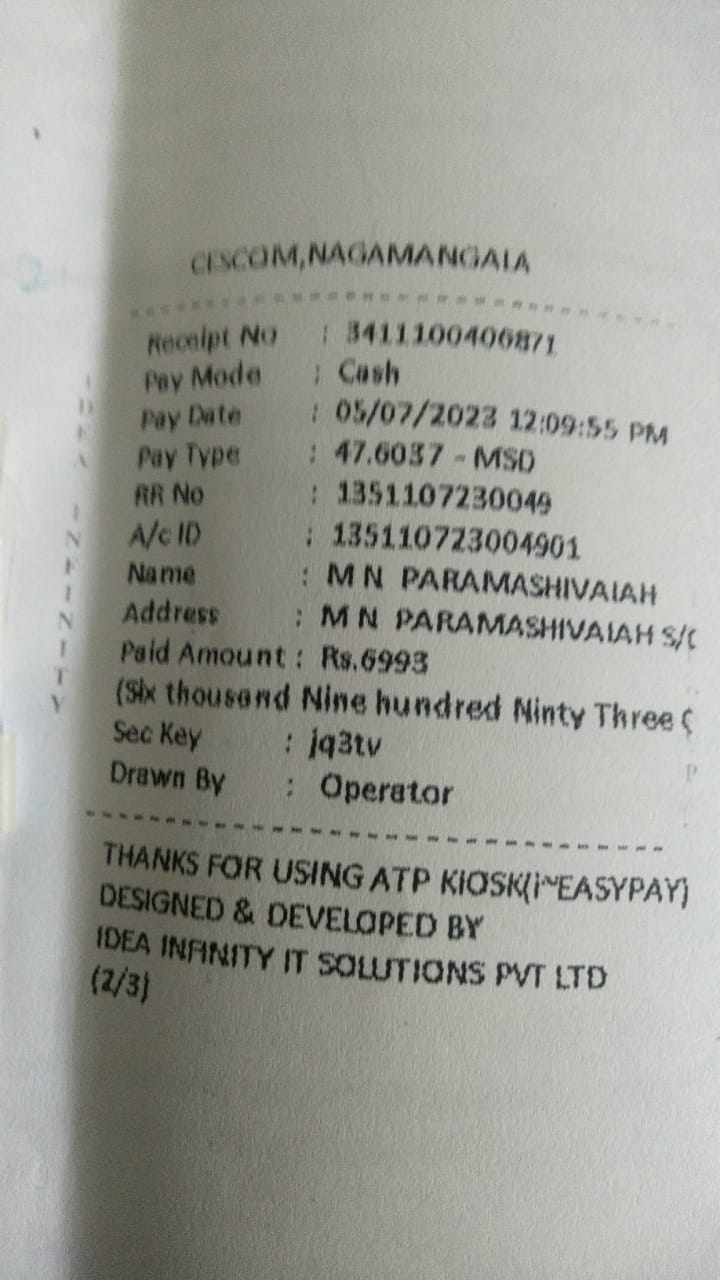 CESCOM,NAGAMANGALA
Receipt No : 3411100406871
Pay Mode : Cash
Pay Date : 05/07/2023 12:09:55 PM
Pay Type : 47.6037 - MSD
RR No : 1351107230049
A/c ID : 135110723004901
Name : M N PARAMASHIVAIAH
Address : M N PARAMASHIVAIAH S/
Paid Amount : Rs.6993
(Six thousand Nine hundred Ninty Three
Sec Key : jq3tv
Drawn By : Operator
THANKS FOR USING ATP KIOSK(i~EASYPAY)
DESIGNED & DEVELOPED BY
IDEA INFINITY IT SOLUTIONS PVT LTD
(2/3)
IDEA INFINITY